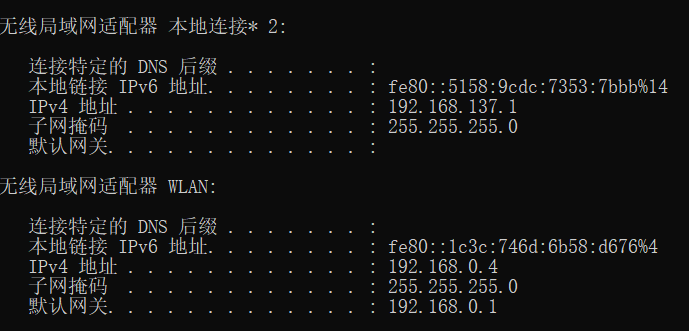 无线局域网适配器 本地连接* 2:
连接特定的 DNS 后缀 . . . . . . . :
本地链接 IPv6 地址. . . . . . . . : fe80::5158:9cdc:7353:7bbb%14
IPv4 地址 . . . . . . . . . . . . : 192.168.137.1
子网掩码 . . . . . . . . . . . . : 255.255.255.0
默认网关. . . . . . . . . . . . . :
无线局域网适配器 WLAN:
连接特定的 DNS 后缀 . . . . . . . :
本地链接 IPv6 地址. . . . . . . . : fe80::1c3c:746d:6b58:d676%4
IPv4 地址 . . . . . . . . . . . . : 192.168.0.4
子网掩码 . . . . . . . . . . . . : 255.255.255.0
默认网关. . . . . . . . . . . . . : 192.168.0.1